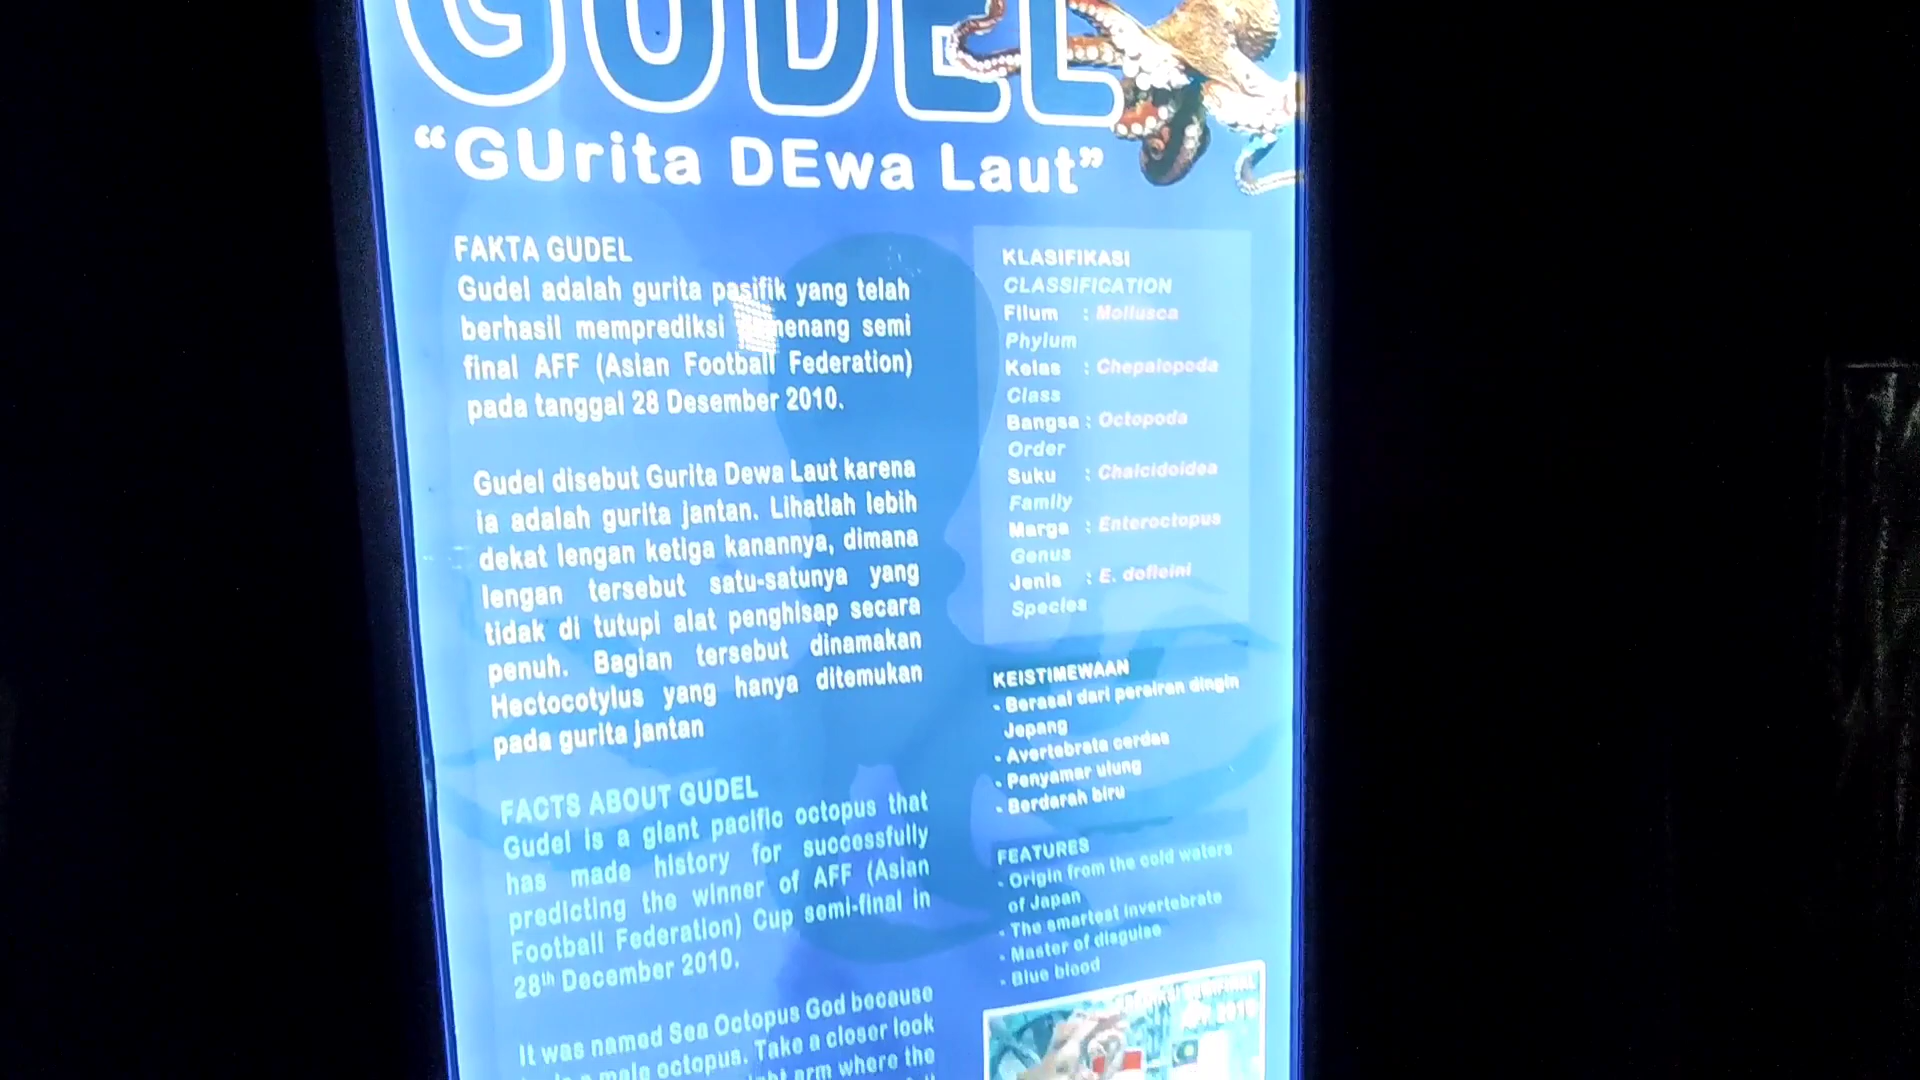 GUDEL
“GUrita DEwa Laut”
FAKTA GUDEL
Gudel adalah gurita pasifik yang telah
berhasil memprediksi pemenang semi
final AFF (Asian Football Federation)
pada tanggal 28 Desember 2010.
Gudel disebut Gurita Dewa Laut karena
ia adalah gurita jantan. Lihatlah lebih
dekat lengan ketiga kanannya, dimana
lengan tersebut satu-satunya yang
tidak di tutupi alat penghisap secara
penuh. Bagian tersebut dinamakan
Hectocotylus yang hanya ditemukan
pada gurita jantan
FACTS ABOUT GUDEL
Gudel is a giant pacific octopus that
has made history for successfully
predicting the winner of AFF (Asian
Football Federation) Cup semi-final in
28th December 2010.
It was named Sea Octopus God because
a male octopus. Take a closer look
arm where the
KLASIFIKASI
CLASSIFICATION
Filum : Mollusca
Phylum
Kelas : Chepalopoda
Class
Bangsa : Octopoda
Order
Suku : Chalcidoidea
Family
Marga : Enteroctopus
Genus
Jenis : E. dofleini
Species
KEISTIMEWAAN
- Berasal dari perairan dingin
Jepang
- Avertebrata cerdas
- Penyamar ulung
- Berdarah biru
FEATURES
- Origin from the cold waters
of Japan
- The smartest invertebrate
- Master of disguise
- Blue blood